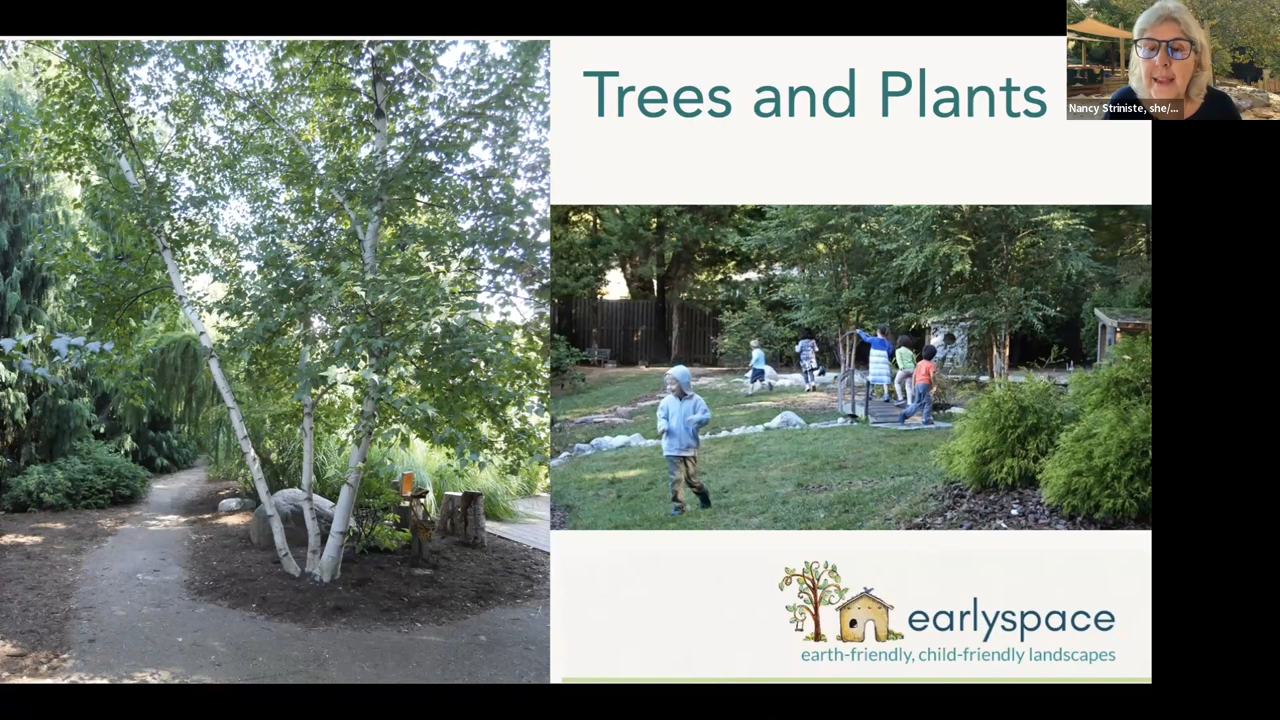 Trees and Plants
Nancy Striniste, she/...
earlyspace
earth-friendly, child-friendly landscapes